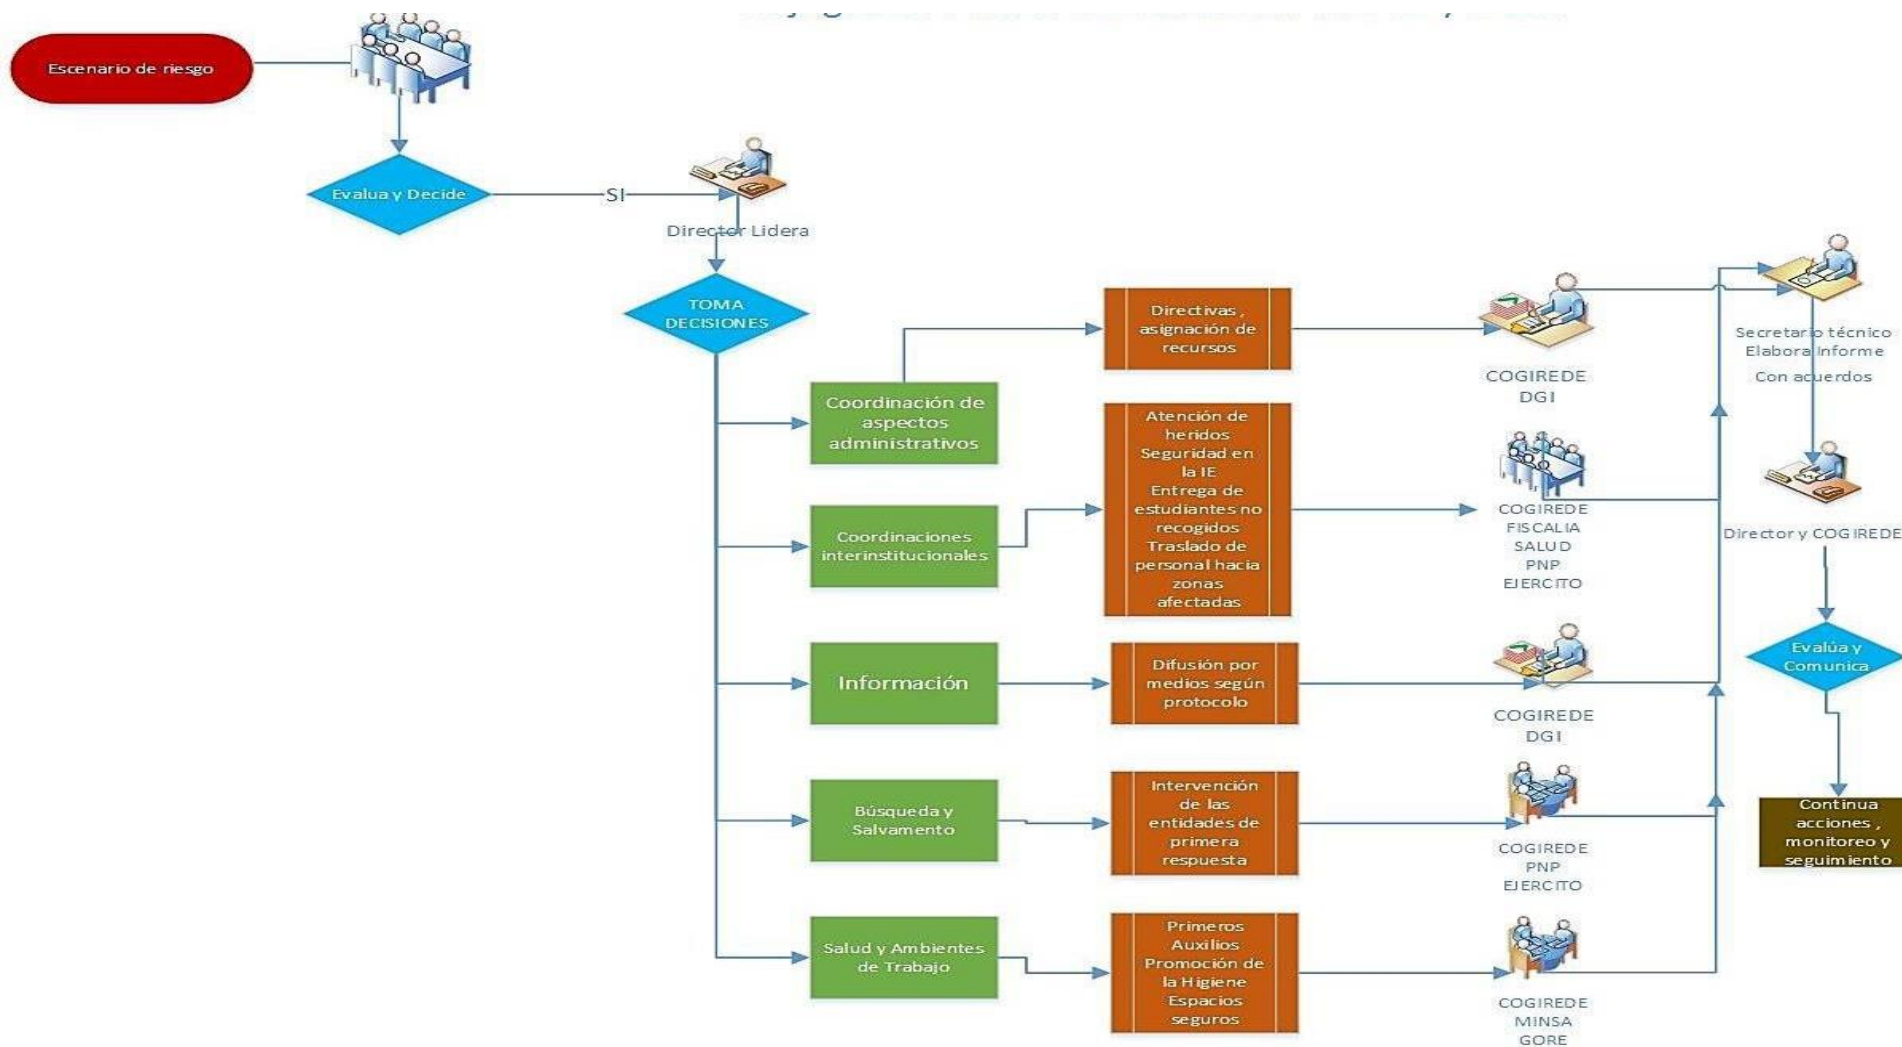 Escenario de riesgo
Evalua y Decide
SI
Director Lidera
TOMA
DECISIONES
Coordinación de
aspectos
administrativos
Directivas ,
asignación de
recursos
COGIREDE
DGI
Coordinaciones
interinstitucionales
Atención de
heridos
Seguridad en
la IE
Entrega de
estudiantes no
recogidos
Traslado de
personal hacia
zonas
afectadas
COGIREDE
FISCALIA
SALUD
PNP
EJERCITO
Información
Difusión por
medios según
protocolo
COGIREDE
DGI
Búsqueda y
Salvamento
Intervención
de las
entidades de
primera
respuesta
COGIREDE
PNP
EJERCITO
Salud y Ambientes
de Trabajo
Primeros
Auxilios
Promoción de
la Higiene
Espacios
seguros
COGIREDE
MINSA
GORE
Secretario técnico
Elabora Informe
Con acuerdos
Director y COGIREDE
Evalúa y
Comunica
Continua
acciones ,
monitoreo y
seguimiento